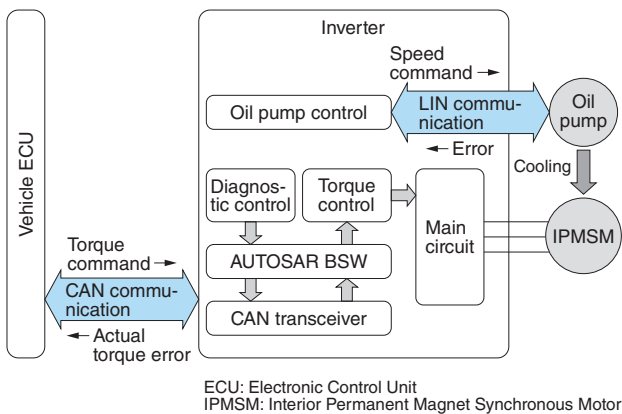 Inverter
Speed
command
Oil pump control
LIN commu-
nication
Oil
pump
Error
Cooling
Vehicle ECU
Diagnos-
tic control
Torque
control
Main
circuit
IPMSM
Torque
command
AUTOSAR BSW
CAN commu-
nication
CAN transceiver
Actual
torque error
ECU: Electronic Control Unit
IPMSM: Interior Permanent Magnet Synchronous Motor